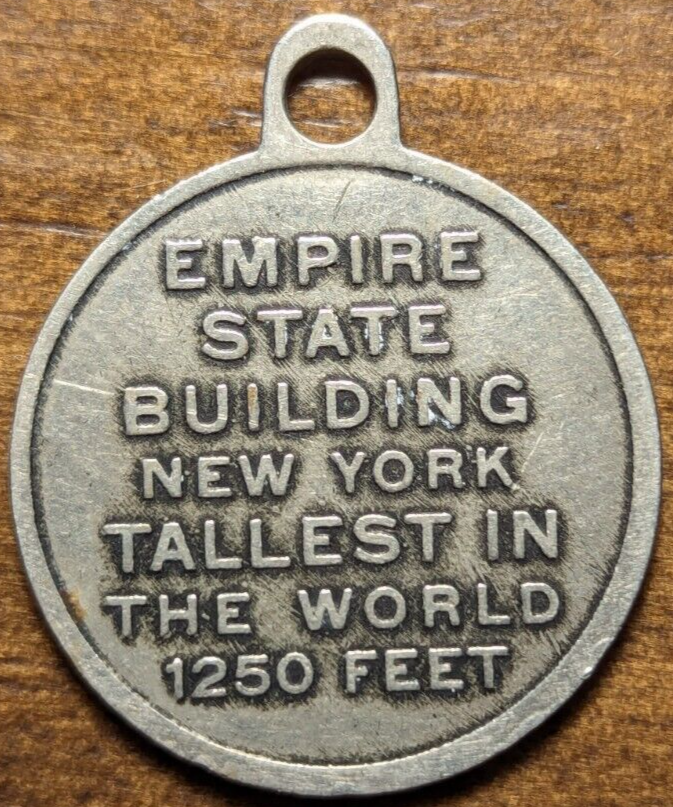 EMPIRE
STATE
BUILDING
NEW YORK
TALLEST IN
THE WORLD
1250 FEET